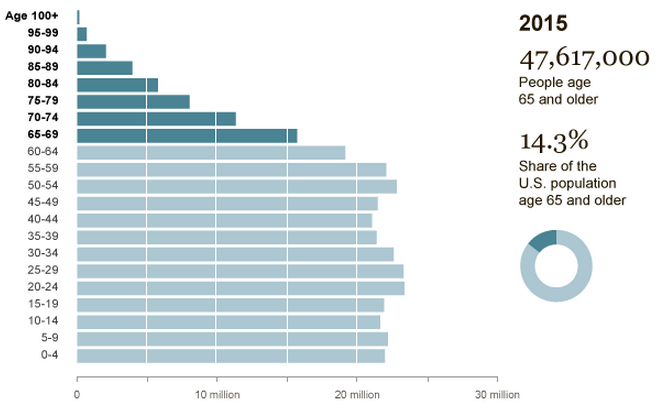 Age 100+
95-99
90-94
85-89
80-84
75-79
70-74
65-69
60-64
55-59
50-54
45-49
40-44
35-39
30-34
25-29
20-24
15-19
10-14
5-9
0-4
0
10 million
20 million
30 million
2015
47,617,000
People age
65 and older
14.3%
Share of the
U.S. population
age 65 and older